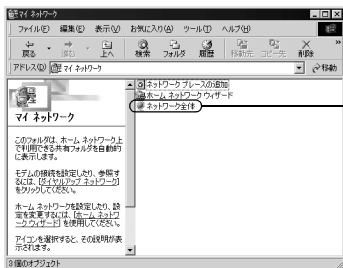 マイ ネットワーク
ファイル(F) 編集(E) 表示(V) お気に入り(A) ツール(T) ヘルプ(H)
戻る 進む 上へ 検索 フォルダ 履歴 移動先 コピー先 削除 »
アドレス(D) マイ ネットワーク 移動
マイ ネットワーク
このフォルダは、ホーム ネットワーク上
で利用できる共有フォルダを自動的
に表示します。
モデムの接続を設定したり、参照す
るには、[ダイヤルアップ ネットワーク]
をクリックしてください。
ホーム ネットワークを設定したり、設
定を変更するには、[ホーム ネットワ
ーク ウィザード] を使用してください。
アイコンを選択すると、その説明が表
示されます。
ネットワーク プレースの追加
ホーム ネットワーク ウィザード
ネットワーク全体
3 個のオブジェクト